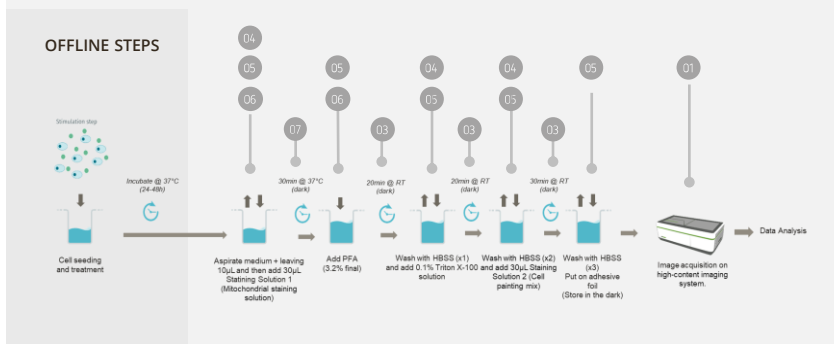 OFFLINE STEPS
Stimulation step
Incubate @ 37°C
(24-48h)
Cell seeding
and treatment
04
05
06
07
30min @ 37°C
(dark)
Aspirate medium + leaving
10µL and then add 30µL
Statining Solution 1
(Mitochondrial staining
solution)
05
06
03
20min @ RT
(dark)
Add PFA
(3.2% final)
04
05
03
20min @ RT
(dark)
Wash with HBSS (x1)
and add 0.1% Triton X-100
solution
04
05
03
30min @ RT
(dark)
Wash with HBSS (x2)
and add 30µL Staining
Solution 2 (Cell
painting mix)
05
Wash with HBSS
(x3)
Put on adhesive
foil
(Store in the dark)
01
Image acquisition on
high-content imaging
system.
Data Analysis